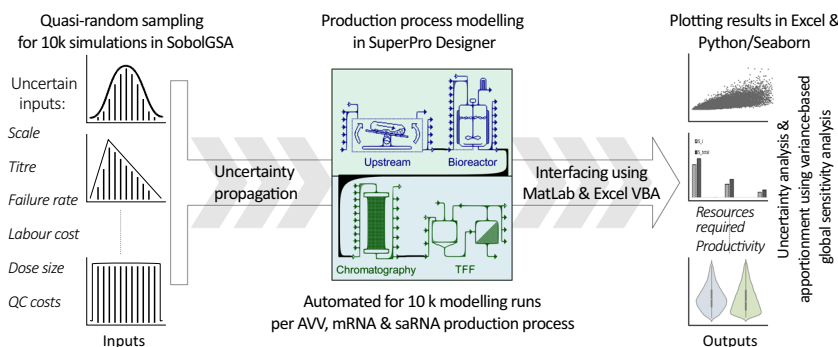 Quasi-random sampling
for 10k simulations in SobolGSA
Uncertain
inputs:
Scale
Titre
Failure rate
Labour cost
Dose size
QC costs
Inputs
Uncertainty
propagation
Production process modelling
in SuperPro Designer
Upstream
Bioreactor
Chromatography
TFF
Automated for 10 k modelling runs
per AVV, mRNA & saRNA production process
Interfacing using
MatLab & Excel VBA
Plotting results in Excel &
Python/Seaborn
Resources
required
Productivity
Outputs
Uncertainty analysis &
apportionment using variance-based
global sensitivity analysis